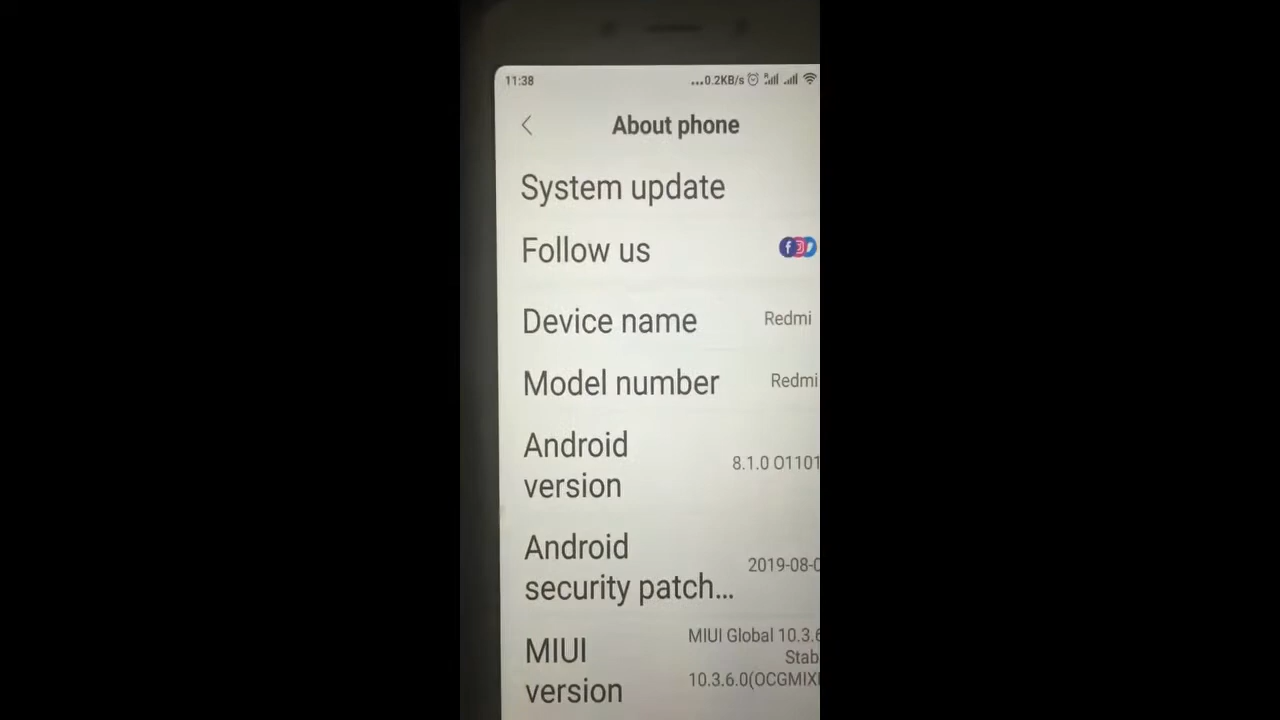 11:38 ...0.2KB/s
About phone
System update
Follow us
Device name Redmi
Model number Redmi
Android
version
8.1.0 O1101
Android
security patch...
2019-08-0
MIUI
version
MIUI Global 10.3.6
Stab
10.3.6.0(OCGMIX